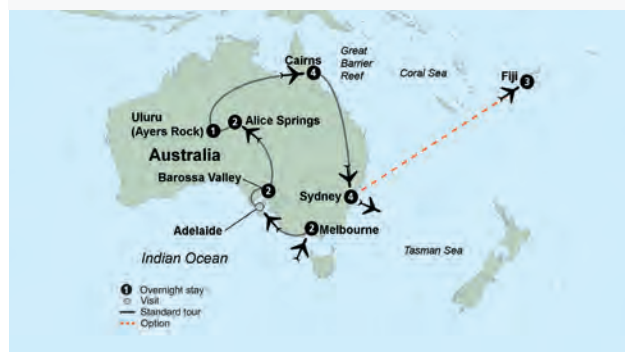 Cairns
4
Great
Barrier
Reef
Coral Sea
Fiji
3
Uluru
(Ayers Rock)
1
2
Alice Springs
Australia
Barossa Valley
2
Sydney
4
Adelaide
2
Melbourne
Tasman Sea
Indian Ocean
1 Overnight stay
Visit
Standard tour
Option